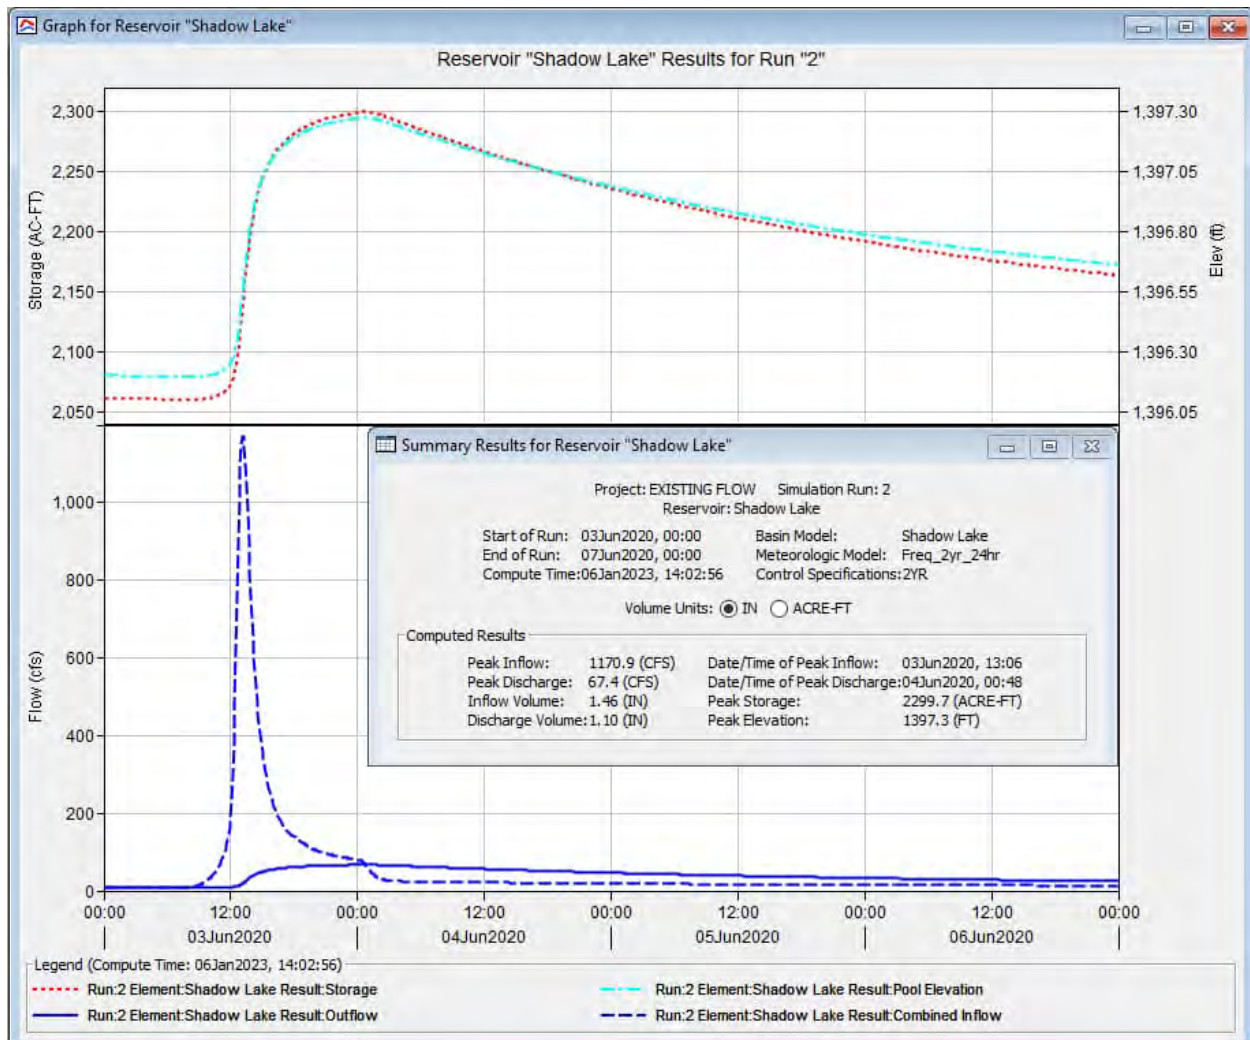 Graph for Reservoir "Shadow Lake"
Reservoir "Shadow Lake" Results for Run "2"
Storage (AC-FT)
2,300
2,250
2,200
2,150
2,100
2,050
1,397.30
1,397.05
1,396.80
1,396.55
1,396.30
1,396.05
Elev (ft)
Flow (cfs)
1,000
800
600
400
200
0
Summary Results for Reservoir "Shadow Lake"
Project: EXISTING FLOW Simulation Run: 2
Reservoir: Shadow Lake
Start of Run: 03Jun2020, 00:00 Basin Model: Shadow Lake
End of Run: 07Jun2020, 00:00 Meteorologic Model: Freq_2yr_24hr
Compute Time:06Jan2023, 14:02:56 Control Specifications:2YR
Volume Units: IN ACRE-FT
Computed Results
Peak Inflow: 1170.9 (CFS) Date/Time of Peak Inflow: 03Jun2020, 13:06
Peak Discharge: 67.4 (CFS) Date/Time of Peak Discharge:04Jun2020, 00:48
Inflow Volume: 1.46 (IN) Peak Storage: 2299.7 (ACRE-FT)
Discharge Volume:1.10 (IN) Peak Elevation: 1397.3 (FT)
00:00 12:00 00:00 12:00 00:00 12:00 00:00 12:00 00:00
03Jun2020 04Jun2020 05Jun2020 06Jun2020
Legend (Compute Time: 06Jan2023, 14:02:56)
Run:2 Element:Shadow Lake Result:Storage Run:2 Element:Shadow Lake Result:Pool Elevation
Run:2 Element:Shadow Lake Result:Outflow Run:2 Element:Shadow Lake Result:Combined Inflow